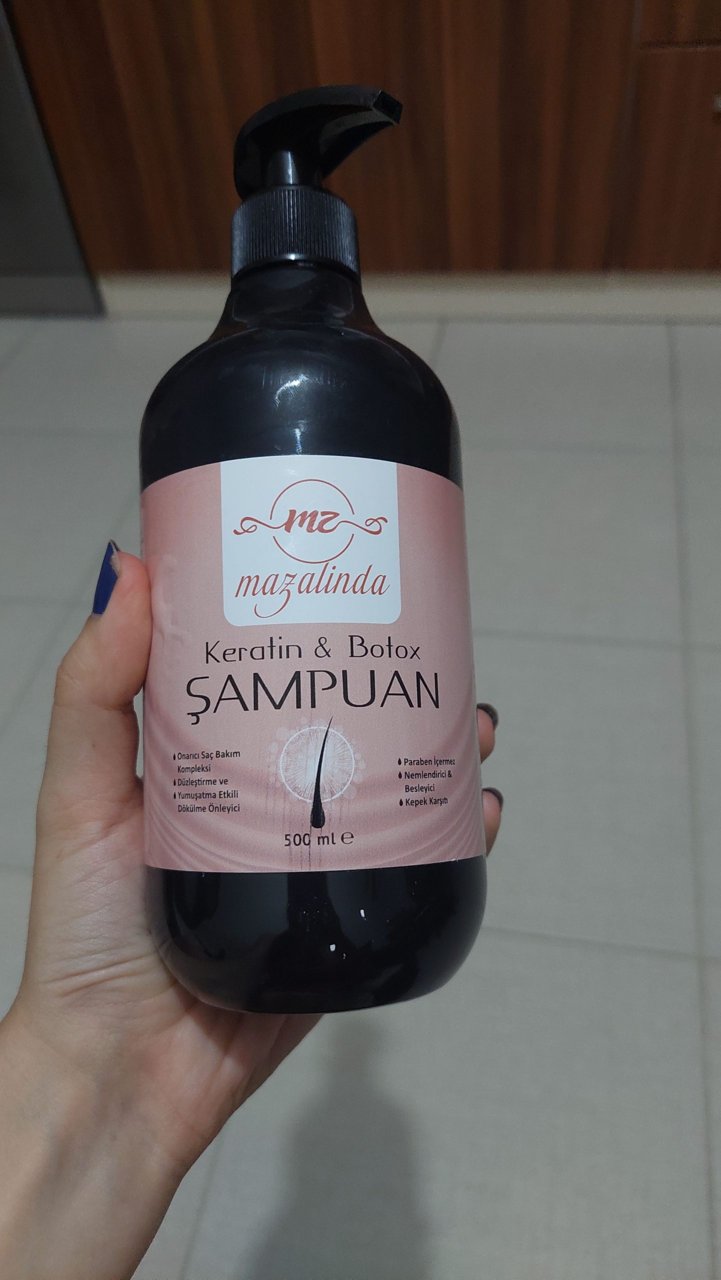 mz
mazalinda
Keratin & Botox
ŞAMPUAN
Onarıcı Saç Bakım
Kompleksi
Düzleştirme ve
Yumuşatma Etkili
Dökülme Önleyici
Paraben İçermez
Nemlendirici &
Besleyici
Kepek Karşıtı
500 ml ℮